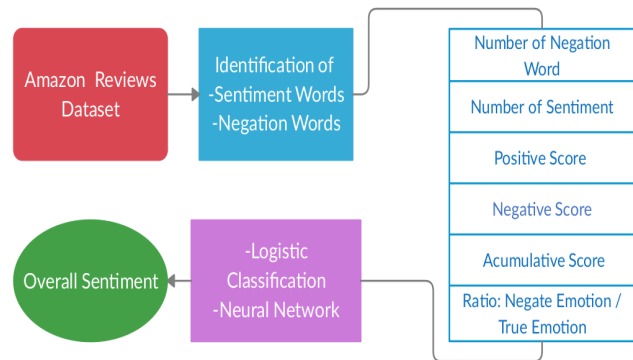 Amazon Reviews
Dataset
Identification of
-Sentiment Words
-Negation Words
Number of Negation
Word
Number of Sentiment
Positive Score
Negative Score
Acumulative Score
Ratio: Negate Emotion /
True Emotion
-Logistic
Classification
-Neural Network
Overall Sentiment